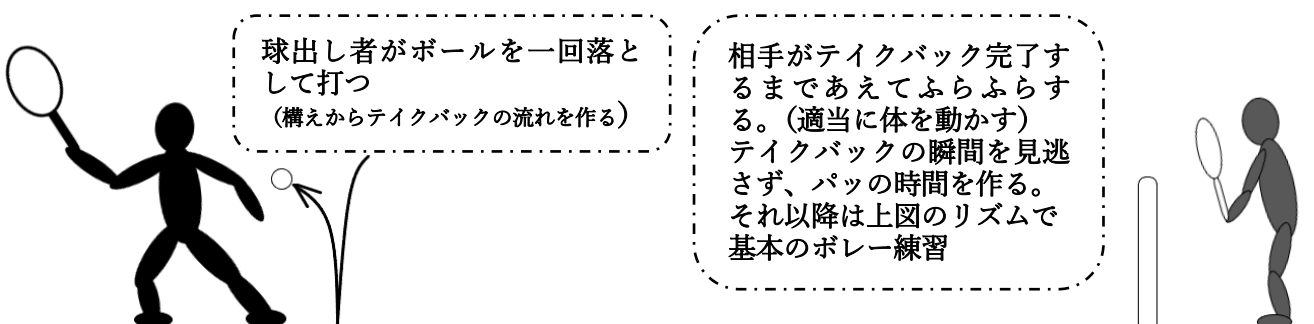 球出し者がボールを一回落と
して打つ
（構えからテイクバックの流れを作る）
相手がテイクバック完了す
るまであえてふらふらす
る。（適当に体を動かす）
テイクバックの瞬間を見逃
さず、パッの時間を作る。
それ以降は上図のリズムで
基本のボレー練習